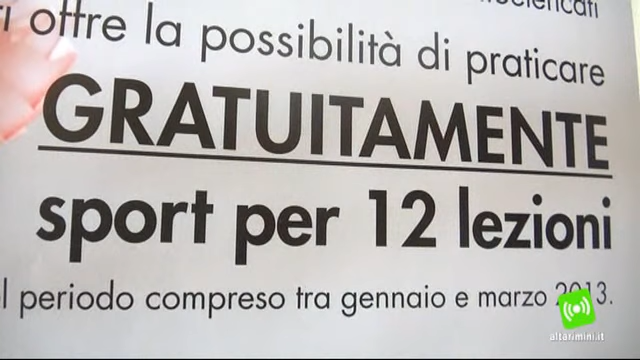 offre la possibilità di praticare
GRATUITAMENTE
sport per 12 lezioni
periodo compreso tra gennaio e marzo 2013.
altarimini.it